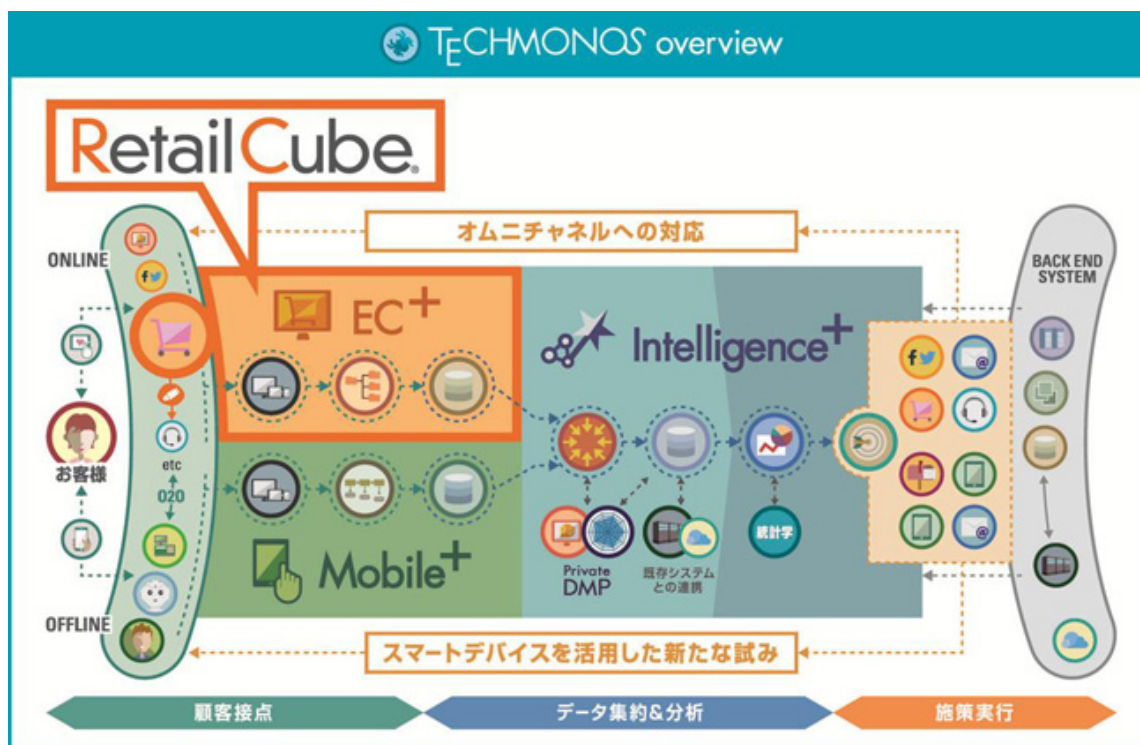 TECHMONOS overview
RetailCube®
オムニチャネルへの対応
ONLINE
BACK END
SYSTEM
EC+
Intelligence+
お客様
etc
O2O
統計学
Private
DMP
既存システム
との連携
Mobile+
OFFLINE
スマートデバイスを活用した新たな試み
顧客接点
データ集約&分析
施策実行